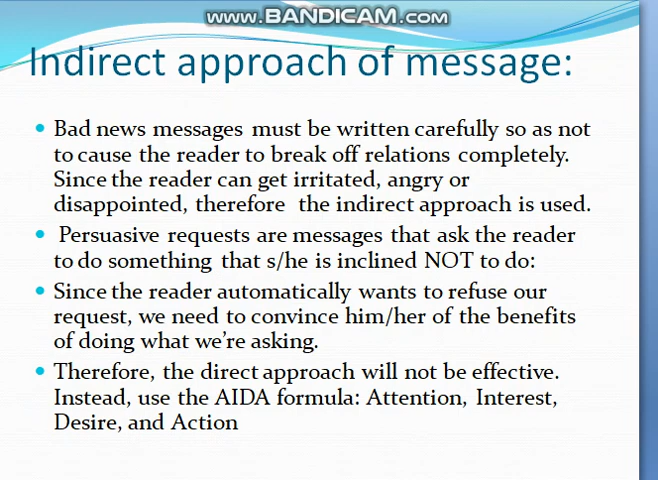 www.BANDICAM.com
Indirect approach of message:
Bad news messages must be written carefully so as not
to cause the reader to break off relations completely.
Since the reader can get irritated, angry or
disappointed, therefore the indirect approach is used.
Persuasive requests are messages that ask the reader
to do something that s/he is inclined NOT to do:
Since the reader automatically wants to refuse our
request, we need to convince him/her of the benefits
of doing what we're asking.
Therefore, the direct approach will not be effective.
Instead, use the AIDA formula: Attention, Interest,
Desire, and Action